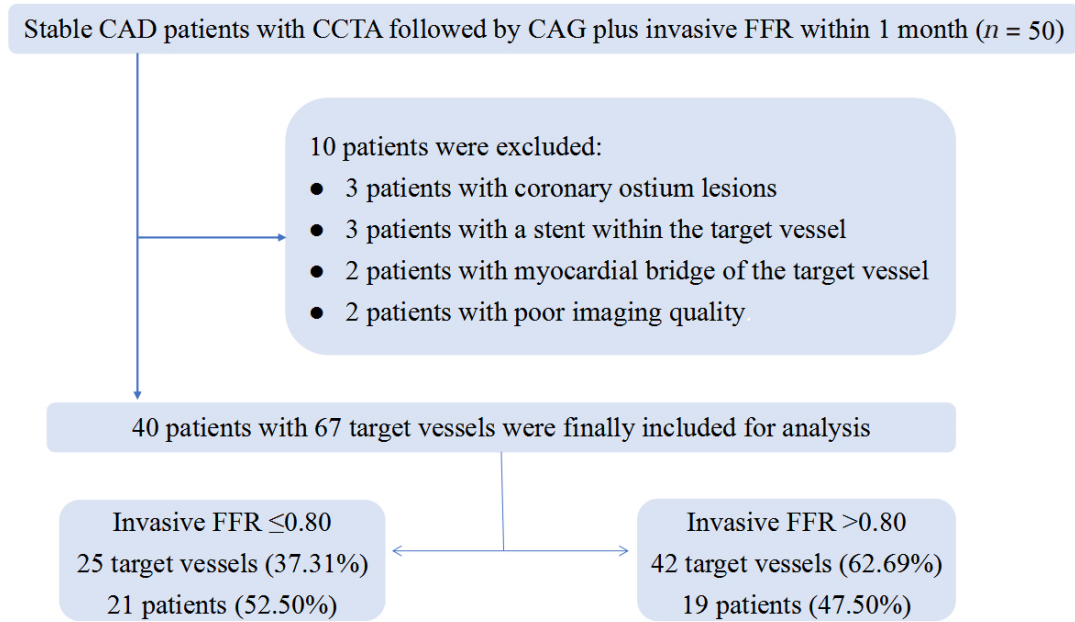 Stable CAD patients with CCTA followed by CAG plus invasive FFR within 1 month (n = 50)
10 patients were excluded:
● 3 patients with coronary ostium lesions
● 3 patients with a stent within the target vessel
● 2 patients with myocardial bridge of the target vessel
● 2 patients with poor imaging quality.
40 patients with 67 target vessels were finally included for analysis
Invasive FFR ≤0.80
25 target vessels (37.31%)
21 patients (52.50%)
Invasive FFR >0.80
42 target vessels (62.69%)
19 patients (47.50%)